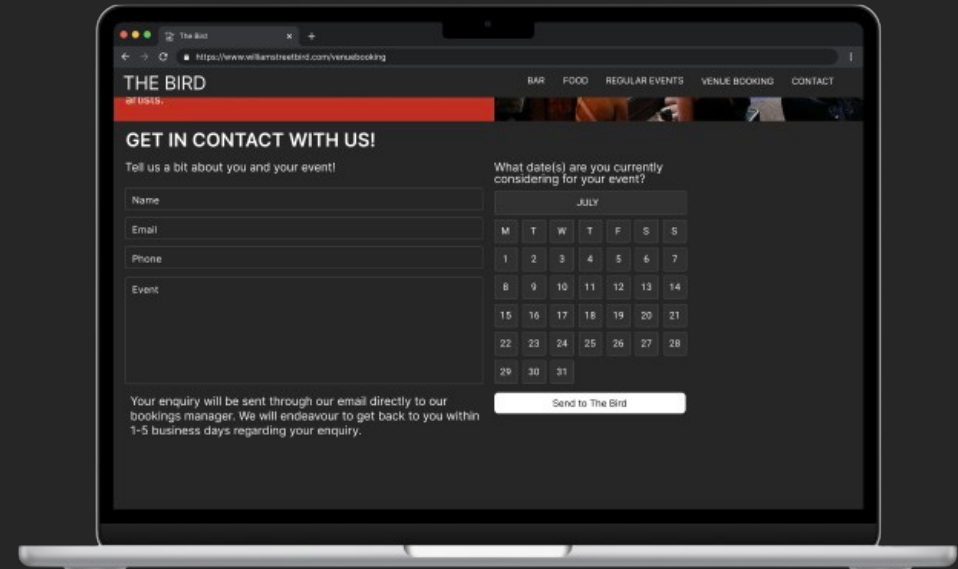 The Bird
https://www.williamstreetbird.com/venuebooking
THE BIRD
BAR FOOD REGULAR EVENTS VENUE BOOKING CONTACT
artists.
GET IN CONTACT WITH US!
Tell us a bit about you and your event!
Name
Email
Phone
Event
Your enquiry will be sent through our email directly to our
bookings manager. We will endeavour to get back to you within
1-5 business days regarding your enquiry.
What date(s) are you currently
considering for your event?
JULY
M T W T F S S
1 2 3 4 5 6 7
8 9 10 11 12 13 14
15 16 17 18 19 20 21
22 23 24 25 26 27 28
29 30 31
Send to The Bird